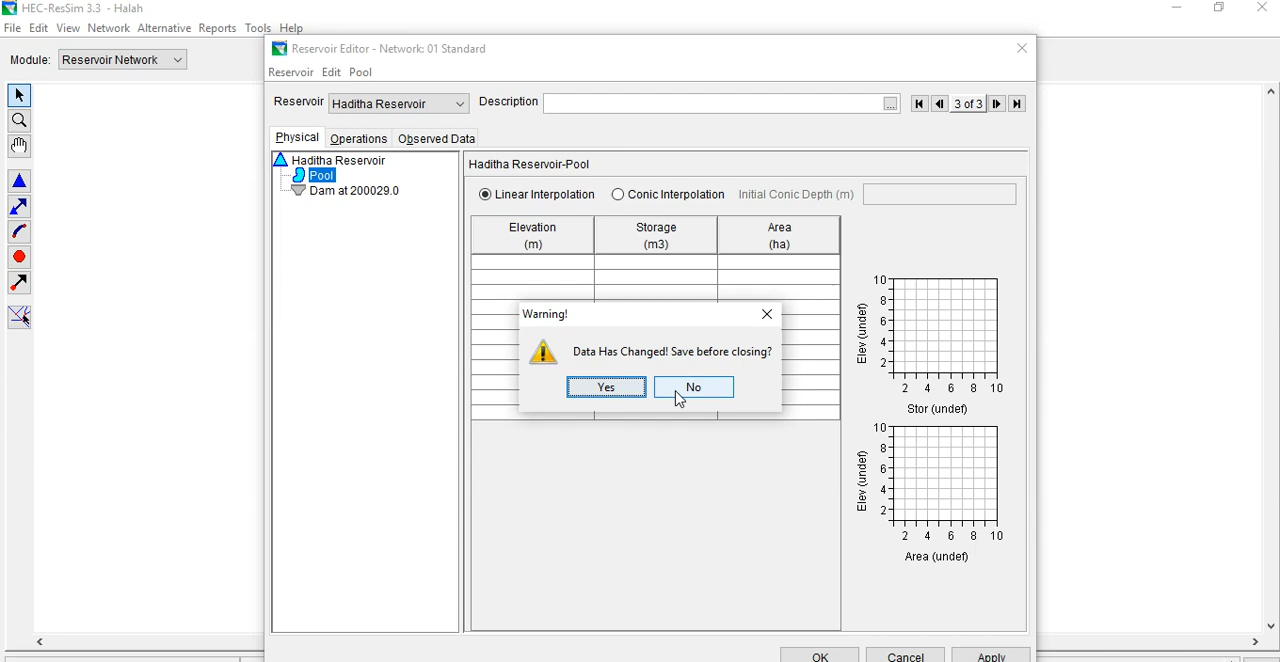 HEC-ResSim 3.3 - Halah
File Edit View Network Alternative Reports Tools Help
Module: Reservoir Network
Reservoir Editor - Network: 01 Standard
Reservoir Edit Pool
Reservoir Haditha Reservoir Description ... 3 of 3
Physical Operations Observed Data
Haditha Reservoir
Pool
Dam at 200029.0
Haditha Reservoir-Pool
Linear Interpolation Conic Interpolation Initial Conic Depth (m)
Elevation Storage Area
(m) (m3) (ha)
Warning!
Data Has Changed! Save before closing?
Yes No
Elev (undef)
10
8
6
4
2
2 4 6 8 10
Stor (undef)
Elev (undef)
10
8
6
4
2
2 4 6 8 10
Area (undef)
OK Cancel Apply